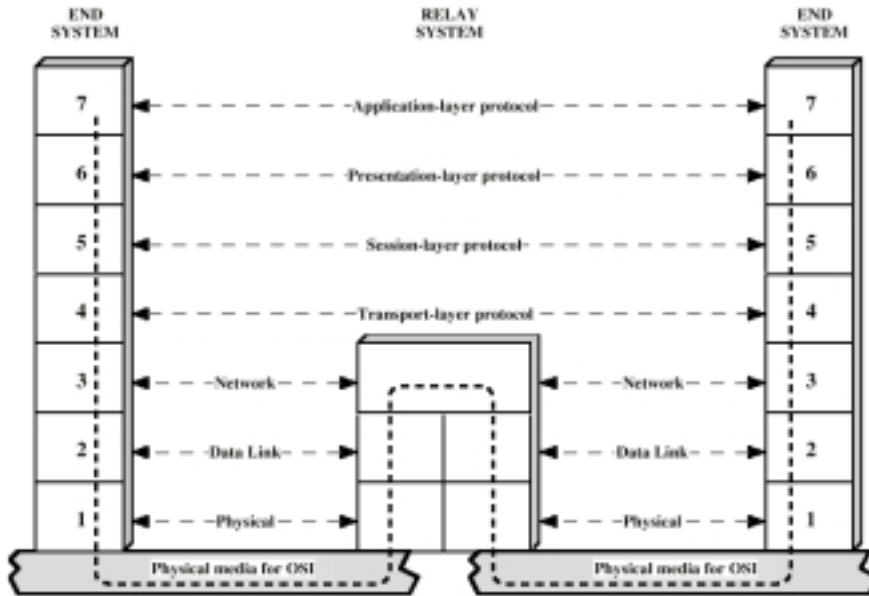 END SYSTEM
RELAY SYSTEM
END SYSTEM
7
Application-layer protocol
7
6
Presentation-layer protocol
6
5
Session-layer protocol
5
4
Transport-layer protocol
4
3
Network
Network
3
2
Data Link
Data Link
2
1
Physical
Physical
1
Physical media for OSI
Physical media for OSI